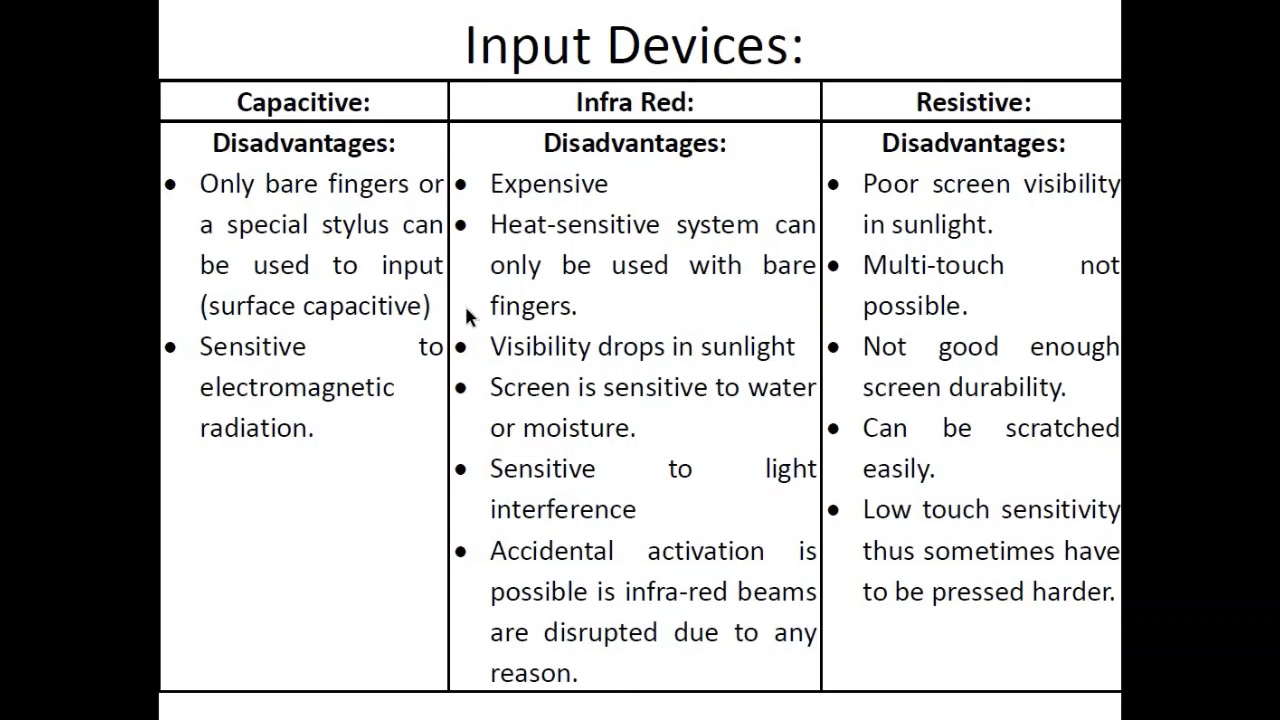 Input Devices:
Capacitive:
Disadvantages:
• Only bare fingers or
a special stylus can
be used to input
(surface capacitive)
• Sensitive to
electromagnetic
radiation.
Infra Red:
Disadvantages:
• Expensive
• Heat-sensitive system can
only be used with bare
fingers.
• Visibility drops in sunlight
• Screen is sensitive to water
or moisture.
• Sensitive to light
interference
• Accidental activation is
possible is infra-red beams
are disrupted due to any
reason.
Resistive:
Disadvantages:
• Poor screen visibility
in sunlight.
• Multi-touch not
possible.
• Not good enough
screen durability.
• Can be scratched
easily.
• Low touch sensitivity
thus sometimes have
to be pressed harder.